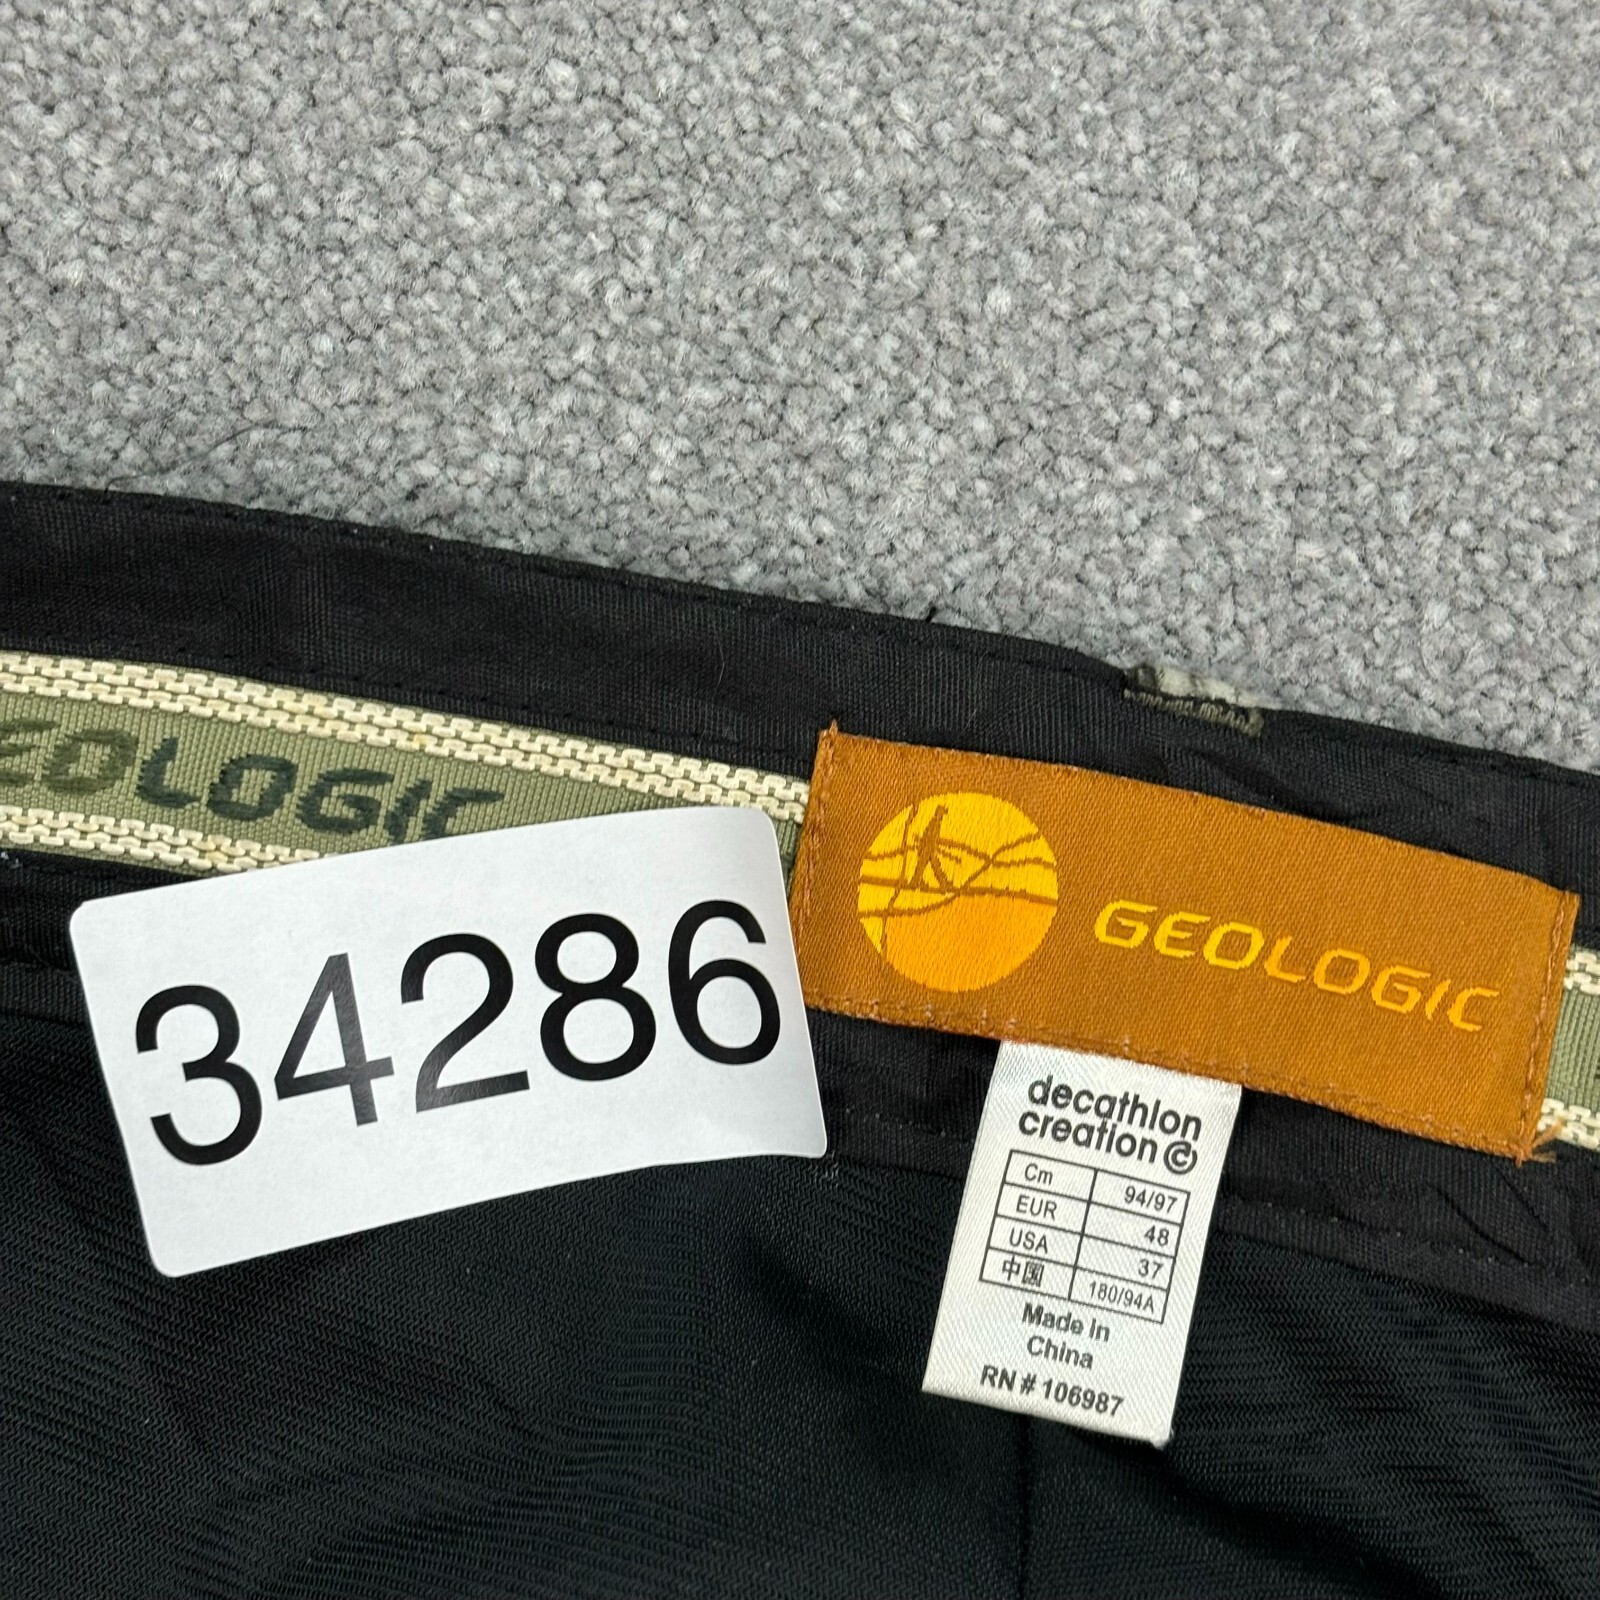 EOLOGIC
34286
GEOLOGIC
decathlon
creation ©
Cm 94/97
EUR 48
USA 37
中国 180/94A
Made in
China
RN # 106987